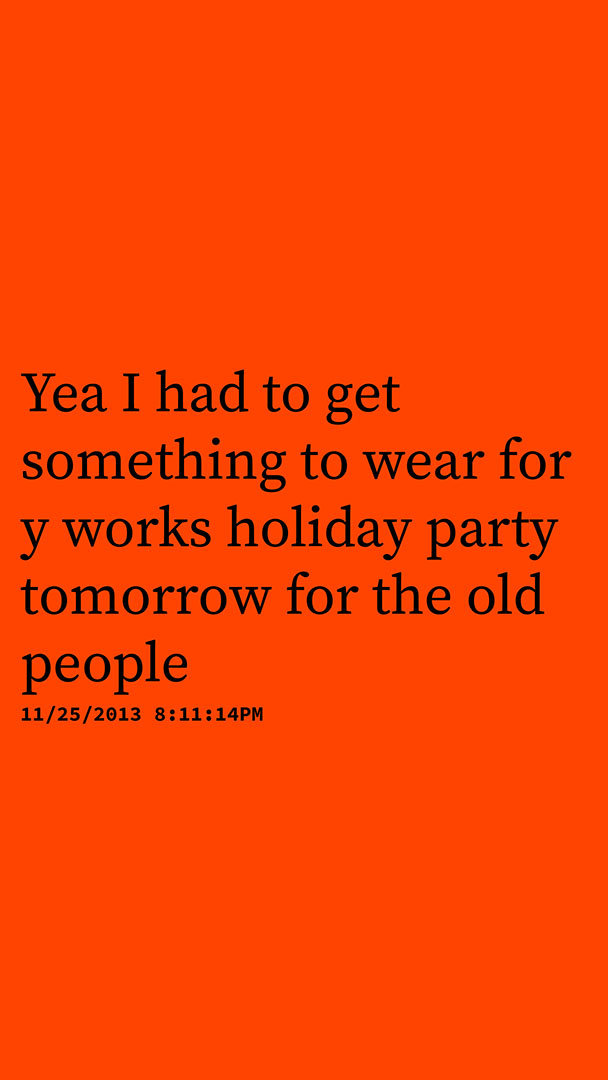 Yea I had to get
something to wear for
y works holiday party
tomorrow for the old
people
11/25/2013 8:11:14PM